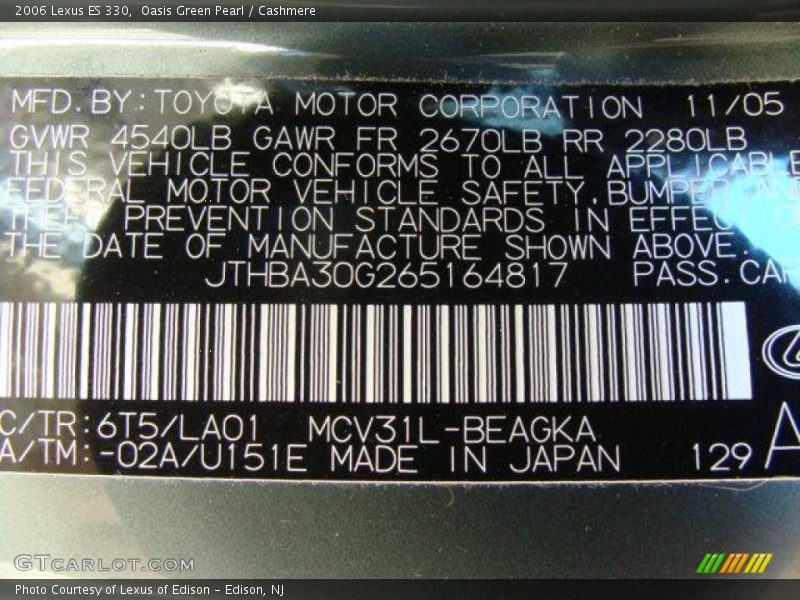 2006 Lexus ES 330,  Oasis Green Pearl / Cashmere
MFD. BY: TOYOTA MOTOR CORPORATION 11/05
GVWR 4540LB GAWR FR 2670LB RR 2280LB
THIS VEHICLE CONFORMS TO ALL APPLICABLE
FEDERAL MOTOR VEHICLE SAFETY, BUMPER AN
THEFT PREVENTION STANDARDS IN EFFECT ON
THE DATE OF MANUFACTURE SHOWN ABOVE.
JTHBA30G265164817 PASS. CAR
C/TR: 6T5/LA01 MCV31L-BEAGKA
A/TM: -02A/U151E MADE IN JAPAN 129 A
GTCARLOT.COM
Photo Courtesy of Lexus of Edison - Edison, NJ